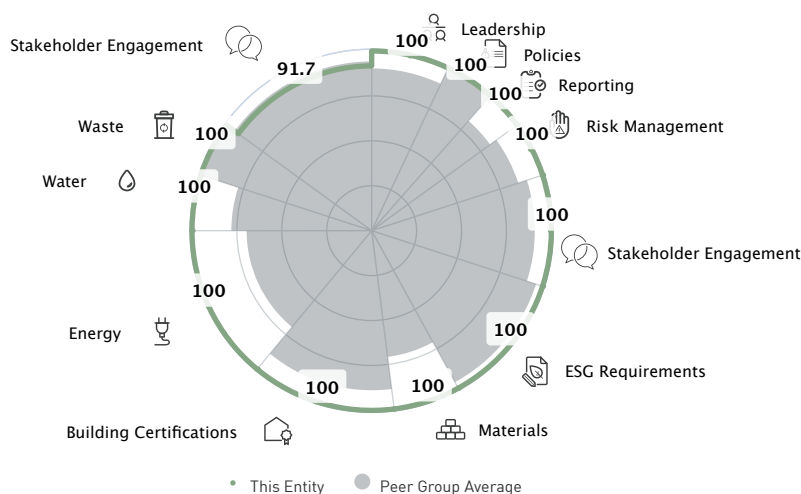 Leadership
100
Stakeholder Engagement
Policies
91.7
100
Reporting
100
Waste
100
100
Risk Management
Water
100
100
Stakeholder Engagement
100
Energy
100
ESG Requirements
100
100
Building Certifications
Materials
This Entity
Peer Group Average